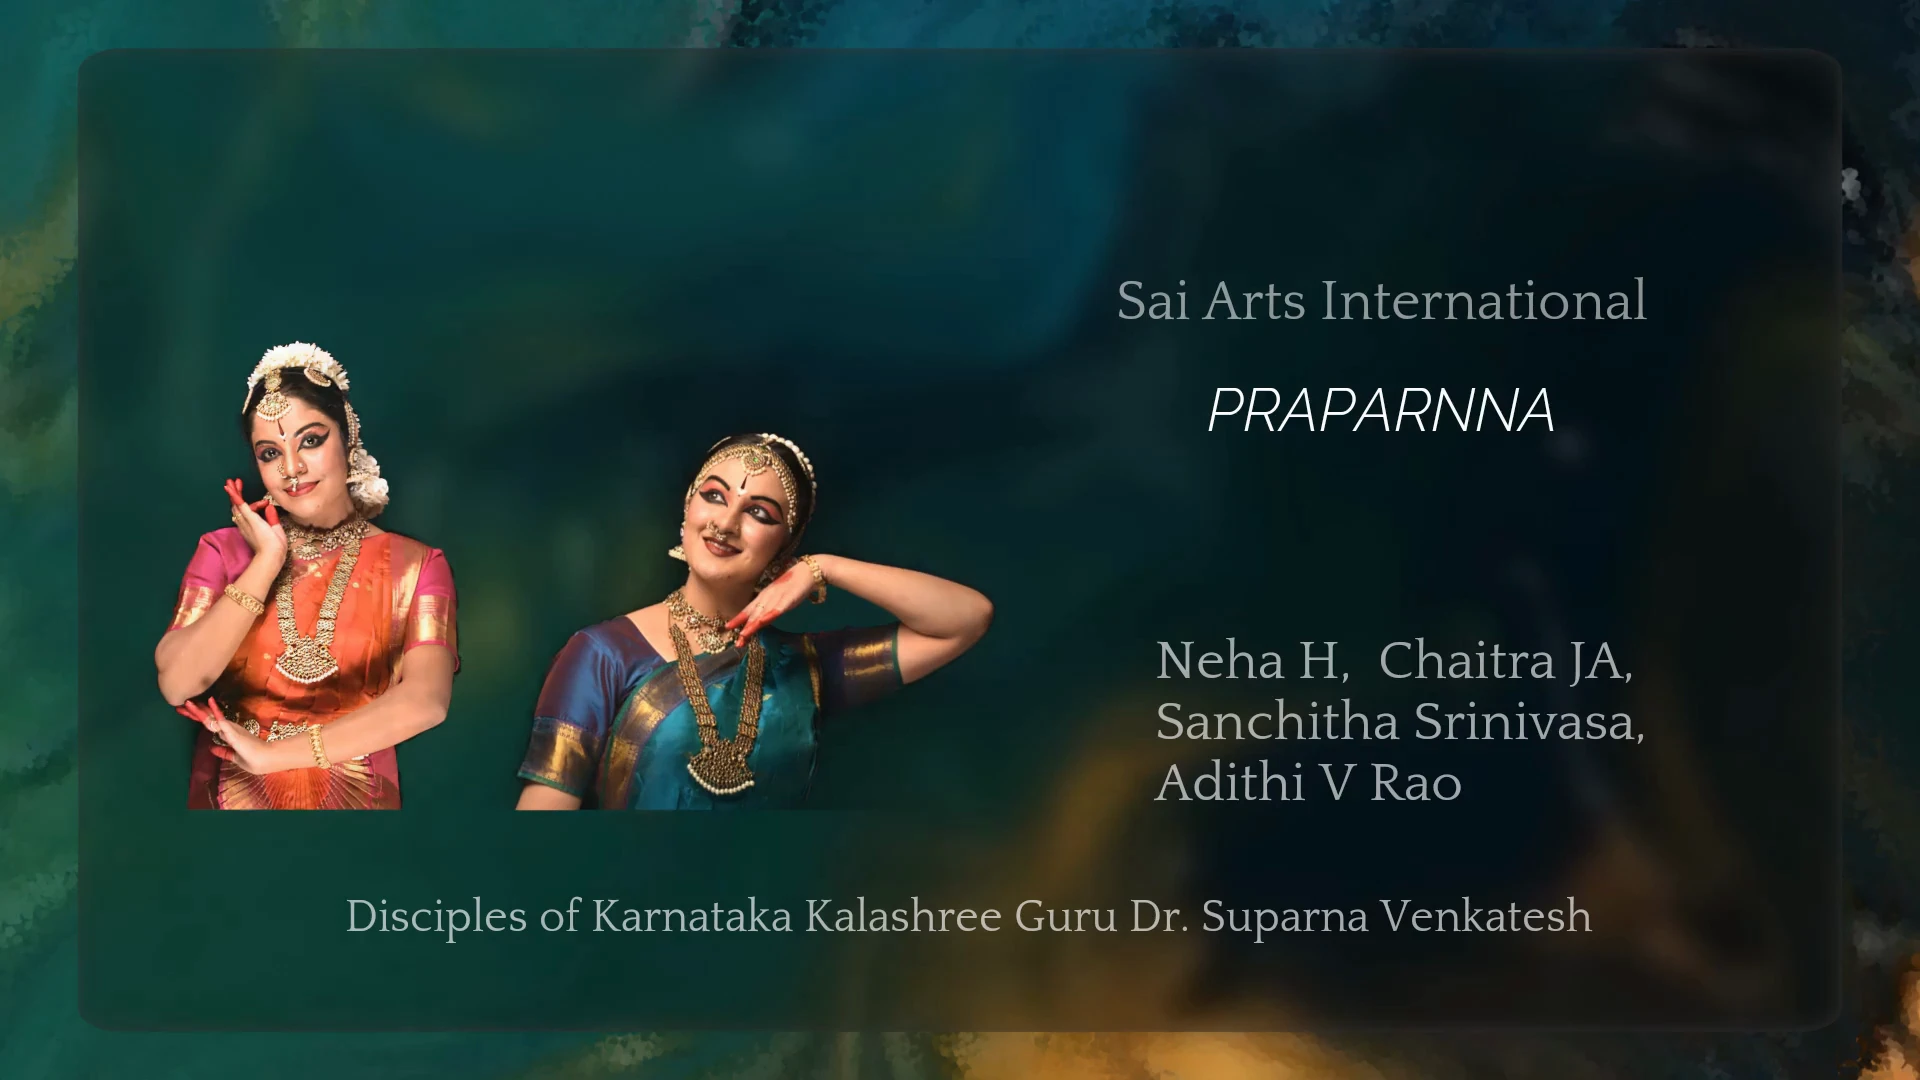 Sai Arts International
PRAPARNNA
Neha H,  Chaitra JA,
Sanchitha Srinivasa,
Adithi V Rao
Disciples of Karnataka Kalashree Guru Dr. Suparna Venkatesh